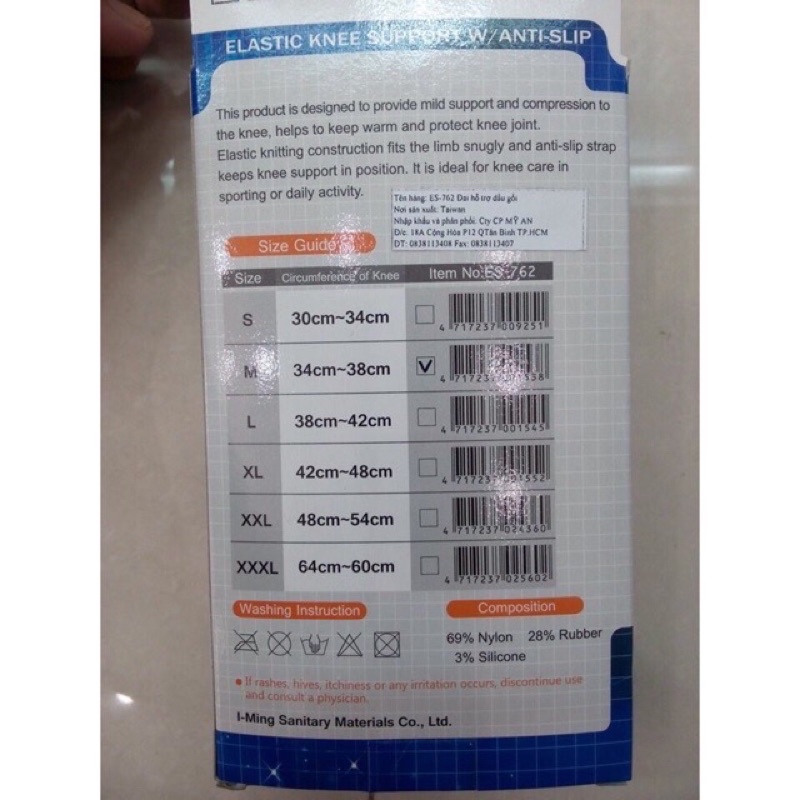 ELASTIC KNEE SUPPORT W/ANTI-SLIP
This product is designed to provide mild support and compression to
the knee, helps to keep warm and protect knee joint.
Elastic knitting construction fits the limb snugly and anti-slip strap
keeps knee support in position. It is ideal for knee care in
sporting or daily activity.
Tên hàng: ES-762 Đai hỗ trợ đầu gối
Nơi sản xuất: Taiwan
Nhập khẩu và phân phối: Cty CP MỸ AN
Đ/c: 18A Cộng Hòa P12 QTân Bình TP.HCM
ĐT: 0838113408 Fax: 0838113407
Size Guide
Size Circumference of Knee Item No:ES-762
S 30cm~34cm 4 717237 009251
M 34cm~38cm 4 717237
L 38cm~42cm 4 717237 001545
XL 42cm~48cm 4 717237 001552
XXL 48cm~54cm 4 717237 024360
XXXL 64cm~60cm 4 717237 025602
Washing Instruction Composition
69% Nylon 28% Rubber
3% Silicone
• If rashes, hives, itchiness or any irritation occurs, discontinue use
and consult a physician.
I-Ming Sanitary Materials Co., Ltd.